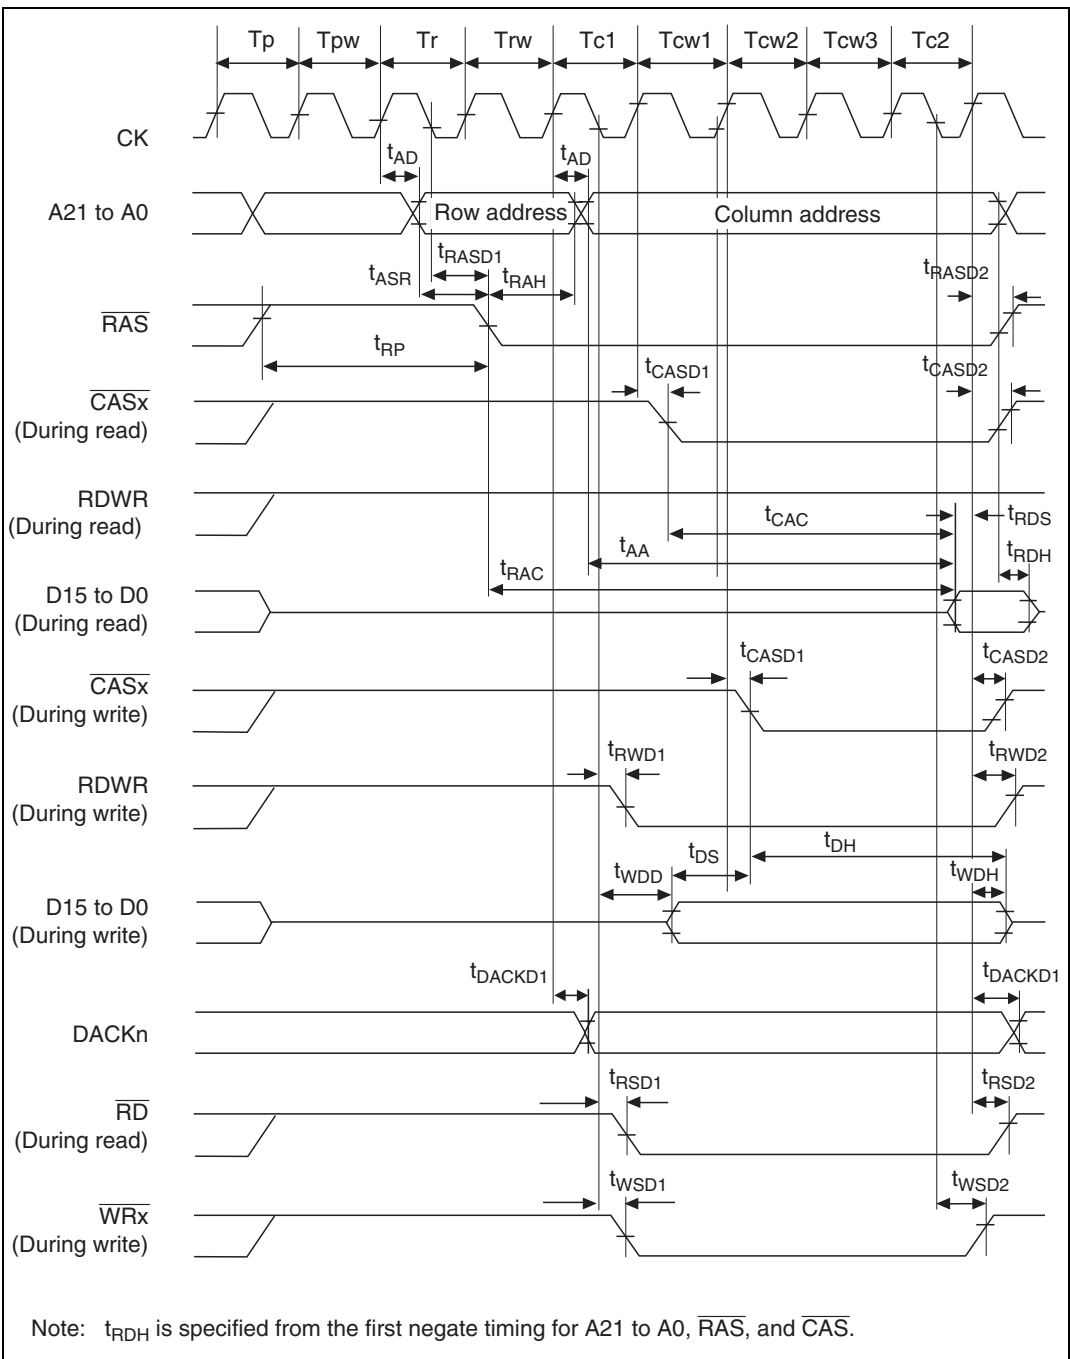 Tp Tpw Tr Trw Tc1 Tcw1 Tcw2 Tcw3 Tc2
CK
tAD tAD
A21 to A0 Row address Column address
tRASD1 tRASD2
tASR tRAH
RAS
tRP
tCASD1 tCASD2
CASx
(During read)
RDWR
(During read)
tCAC tRDS
tAA tRDH
tRAC
D15 to D0
(During read)
tCASD1 tCASD2
CASx
(During write)
tRWD1 tRWD2
RDWR
(During write)
tDS tDH
tWDD tWDH
D15 to D0
(During write)
tDACKD1 tDACKD1
DACKn
tRSD1 tRSD2
RD
(During read)
tWSD1 tWSD2
WRx
(During write)
Note: tRDH is specified from the first negate timing for A21 to A0, RAS, and CAS.